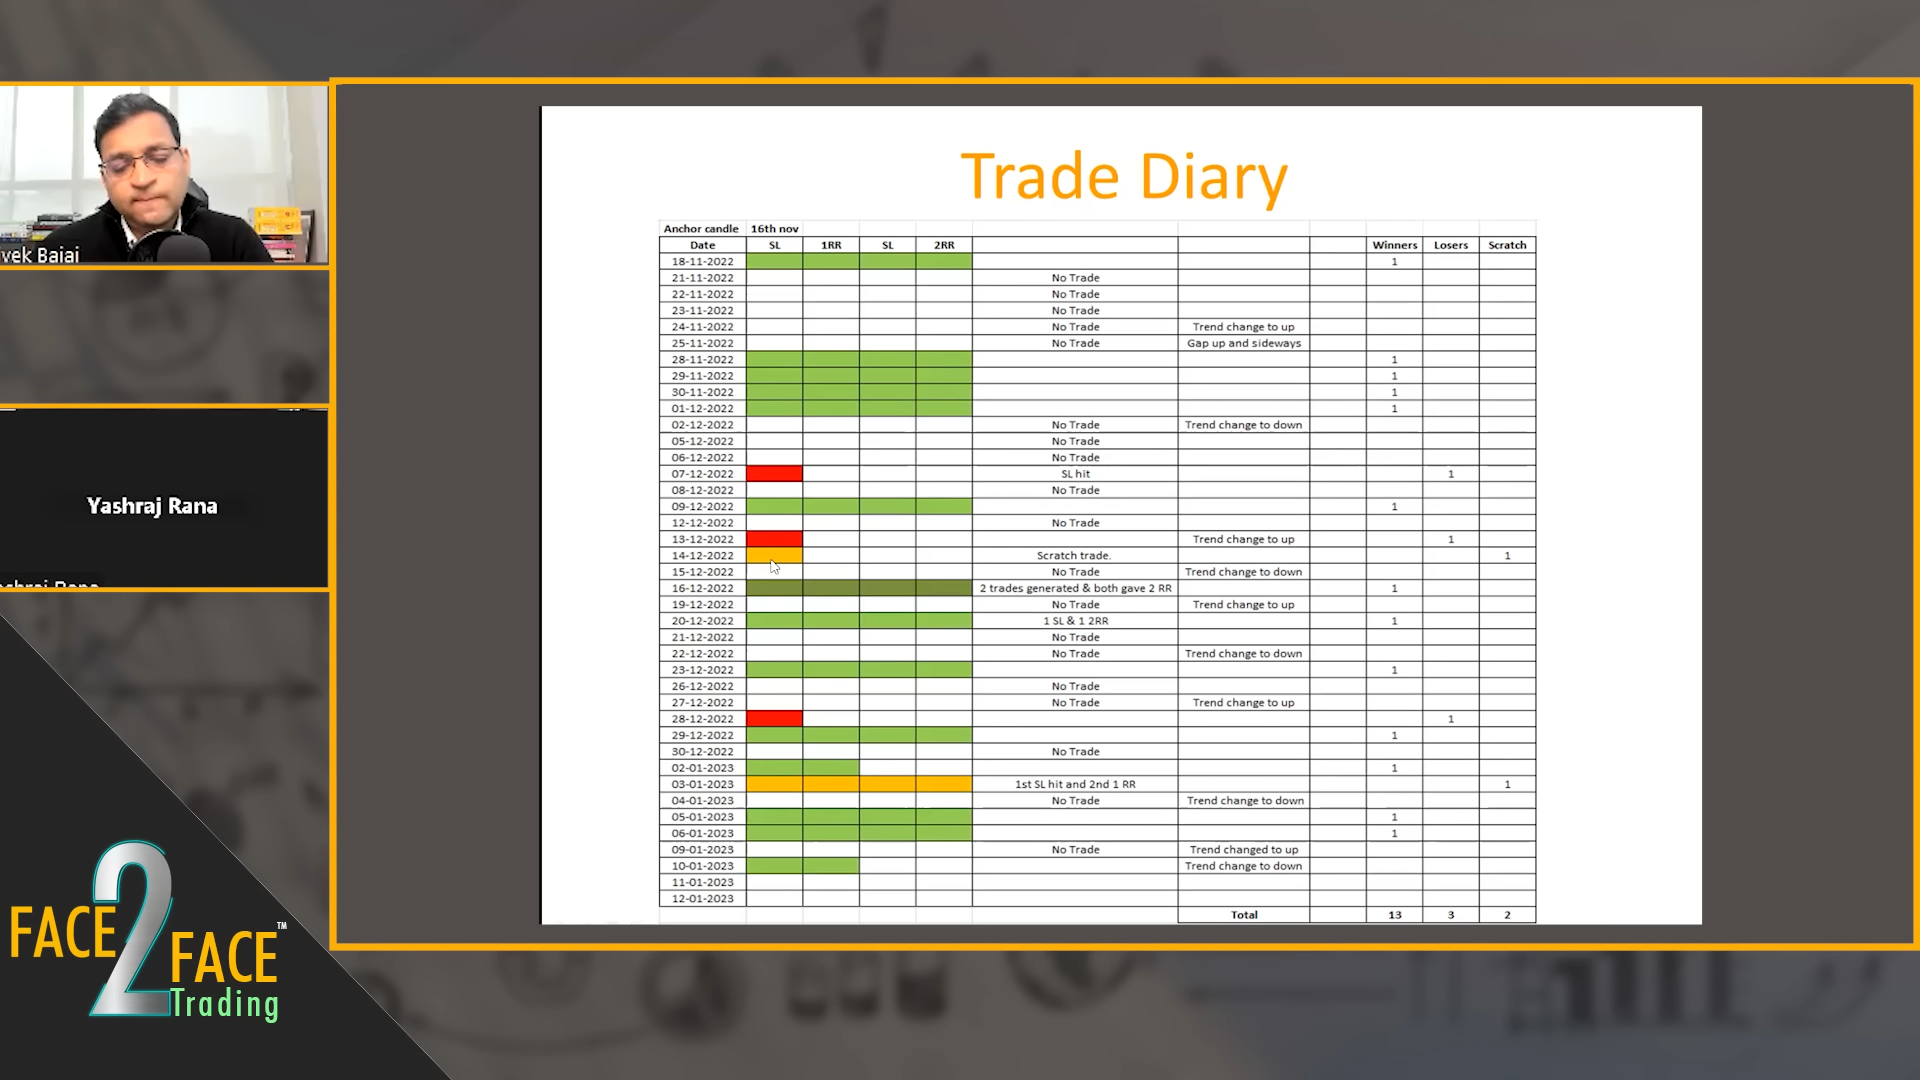 Trade Diary
Anchor candle 16th nov
Date SL 1RR SL 2RR Winners Losers Scratch
18-11-2022 1
21-11-2022 No Trade
22-11-2022 No Trade
23-11-2022 No Trade
24-11-2022 No Trade Trend change to up
25-11-2022 No Trade Gap up and sideways
28-11-2022 1
29-11-2022 1
30-11-2022 1
01-12-2022 1
02-12-2022 No Trade Trend change to down
05-12-2022 No Trade
06-12-2022 No Trade
07-12-2022 SL hit 1
08-12-2022 No Trade
09-12-2022 1
12-12-2022 No Trade
13-12-2022 Trend change to up 1
14-12-2022 Scratch trade. 1
15-12-2022 No Trade Trend change to down
16-12-2022 2 trades generated & both gave 2 RR 1
19-12-2022 No Trade Trend change to up
20-12-2022 1 SL & 1 2RR 1
21-12-2022 No Trade
22-12-2022 No Trade Trend change to down
23-12-2022 1
26-12-2022 No Trade
27-12-2022 No Trade Trend change to up
28-12-2022 1
29-12-2022 1
30-12-2022 No Trade
02-01-2023 1
03-01-2023 1st SL hit and 2nd 1 RR 1
04-01-2023 No Trade Trend change to down
05-01-2023 1
06-01-2023 1
09-01-2023 No Trade Trend changed to up
10-01-2023 Trend change to down
11-01-2023
12-01-2023
Total 13 3 2
vek Bajaj
Yashraj Rana
FACE 2 FACE ™
Trading